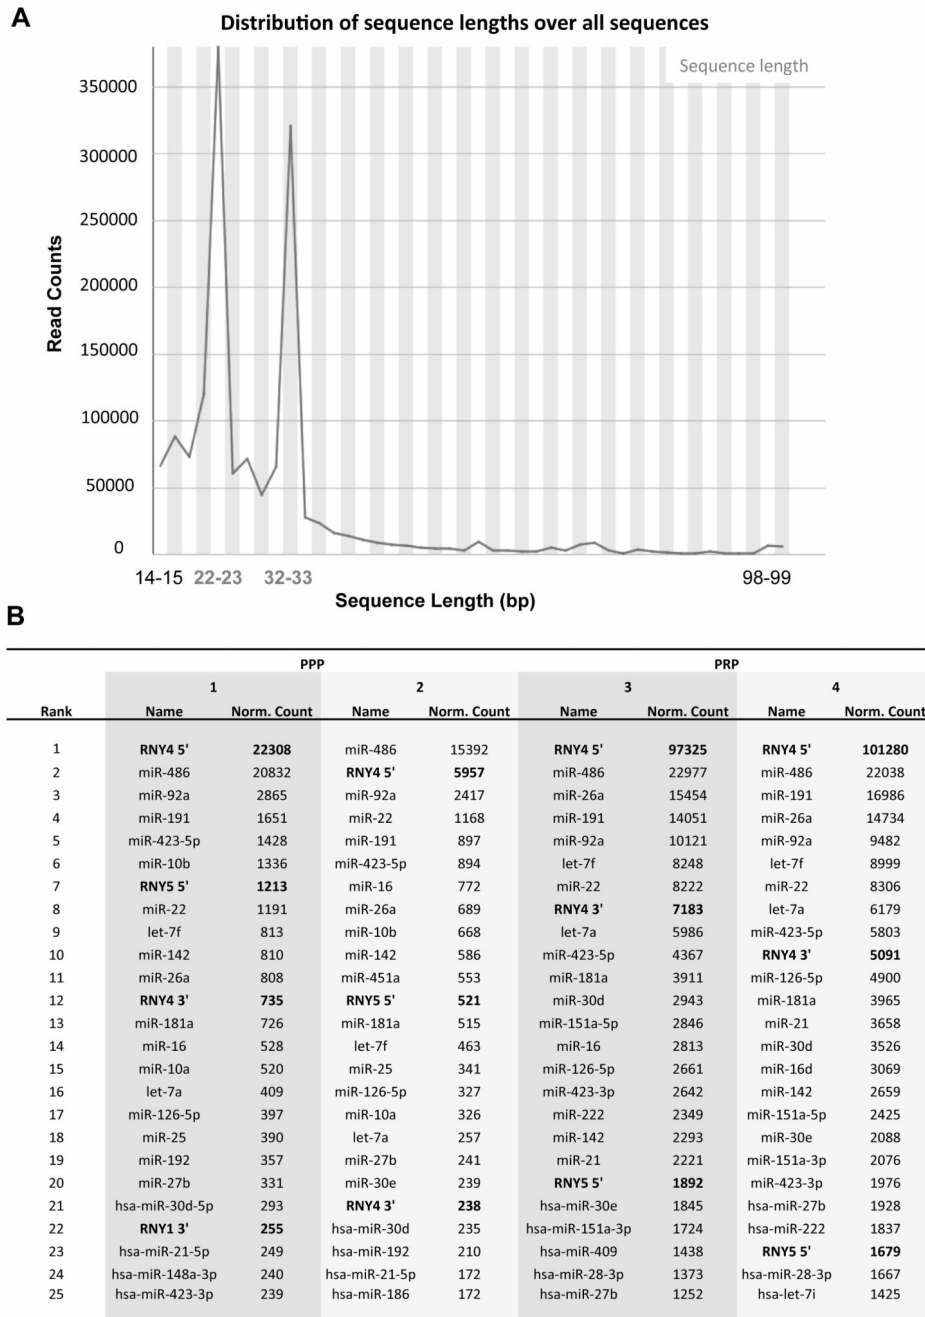 A
Distribution of sequence lengths over all sequences
Sequence length
350000
300000
250000
200000
150000
100000
50000
0
Read Counts
14-15 22-23 32-33 98-99
Sequence Length (bp)
B
PPP PRP
1 2 3 4
Rank Name Norm. Count Name Norm. Count Name Norm. Count Name Norm. Count
1 RNY4 5' 22308 miR-486 15392 RNY4 5' 97325 RNY4 5' 101280
2 miR-486 20832 RNY4 5' 5957 miR-486 22977 miR-486 22038
3 miR-92a 2865 miR-92a 2417 miR-26a 15454 miR-191 16986
4 miR-191 1651 miR-22 1168 miR-191 14051 miR-26a 14734
5 miR-423-5p 1428 miR-191 897 miR-92a 10121 miR-92a 9482
6 miR-10b 1336 miR-423-5p 894 let-7f 8248 let-7f 8999
7 RNY5 5' 1213 miR-16 772 miR-22 8222 miR-22 8306
8 miR-22 1191 miR-26a 689 RNY4 3' 7183 let-7a 6179
9 let-7f 813 miR-10b 668 let-7a 5986 miR-423-5p 5803
10 miR-142 810 miR-142 586 miR-423-5p 4367 RNY4 3' 5091
11 miR-26a 808 miR-451a 553 miR-181a 3911 miR-126-5p 4900
12 RNY4 3' 735 RNY5 5' 521 miR-30d 2943 miR-181a 3965
13 miR-181a 726 miR-181a 515 miR-151a-5p 2846 miR-21 3658
14 miR-16 528 let-7f 463 miR-16 2813 miR-30d 3526
15 miR-10a 520 miR-25 341 miR-126-5p 2661 miR-16d 3069
16 let-7a 409 miR-126-5p 327 miR-423-3p 2642 miR-142 2659
17 miR-126-5p 397 miR-10a 326 miR-222 2349 miR-151a-5p 2425
18 miR-25 390 let-7a 257 miR-142 2293 miR-30e 2088
19 miR-192 357 miR-27b 241 miR-21 2221 miR-151a-3p 2076
20 miR-27b 331 miR-30e 239 RNY5 5' 1892 miR-423-3p 1976
21 hsa-miR-30d-5p 293 RNY4 3' 238 hsa-miR-30e 1845 hsa-miR-27b 1928
22 RNY1 3' 255 hsa-miR-30d 235 hsa-miR-151a-3p 1724 hsa-miR-222 1837
23 hsa-miR-21-5p 249 hsa-miR-192 210 hsa-miR-409 1438 RNY5 5' 1679
24 hsa-miR-148a-3p 240 hsa-miR-21-5p 172 hsa-miR-28-3p 1373 hsa-miR-28-3p 1667
25 hsa-miR-423-3p 239 hsa-miR-186 172 hsa-miR-27b 1252 hsa-let-7i 1425